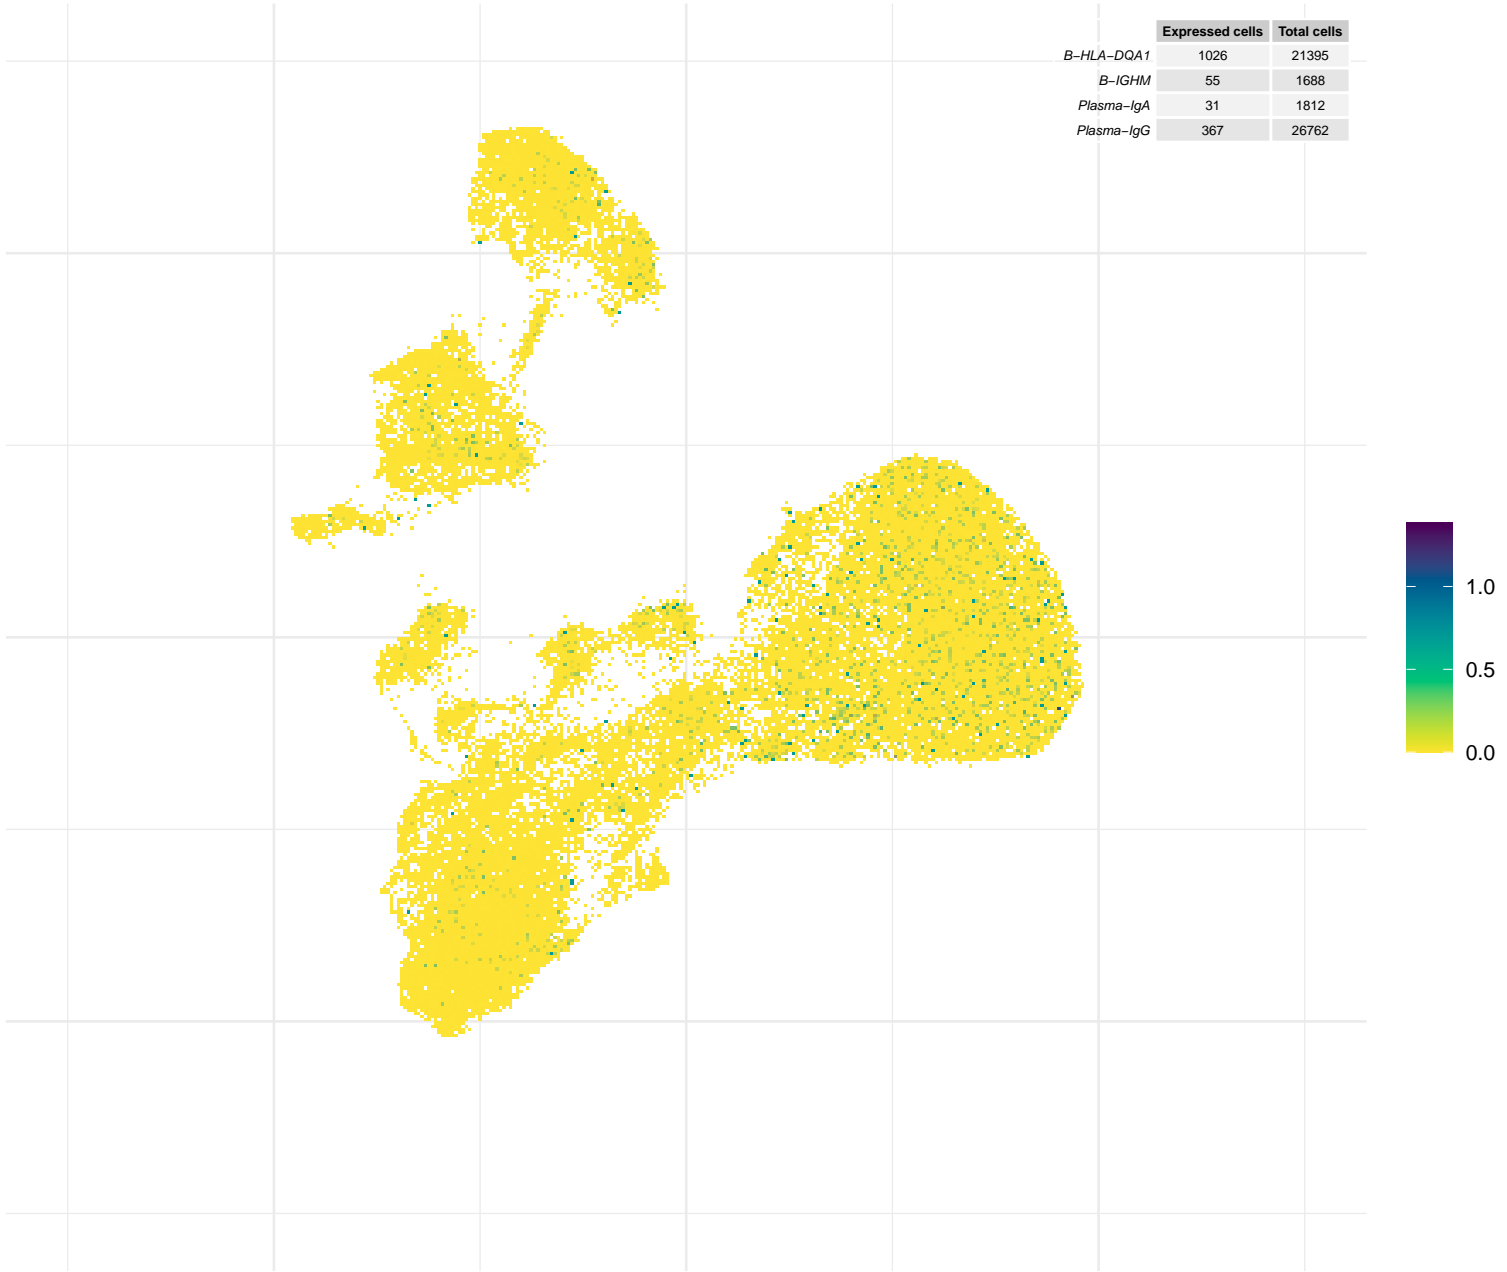 Expressed cells Total cells
B−HLA−DQA1 1026 21395
B−IGHM 55 1688
Plasma−IgA 31 1812
Plasma−IgG 367 26762
1.0
0.5
0.0